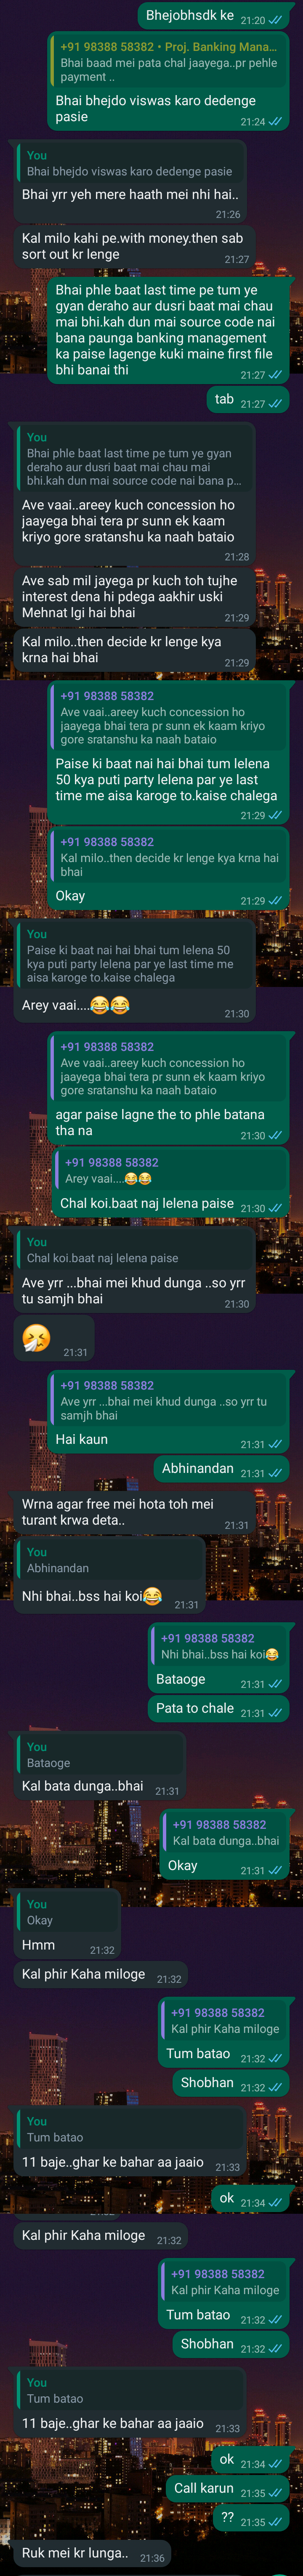 Bhejobhsdk ke 21:20
+91 98388 58382 • Proj. Banking Mana...
Bhai baad mei pata chal jaayega..pr pehle
payment ..
Bhai bhejdo viswas karo dedenge
pasie
21:24
You
Bhai bhejdo viswas karo dedenge pasie
Bhai yrr yeh mere haath mei nhi hai..
21:26
Kal milo kahi pe.with money.then sab
sort out kr lenge
21:27
Bhai phle baat last time pe tum ye
gyan deraho aur dusri baat mai chau
mai bhi.kah dun mai source code nai
bana paunga banking management
ka paise lagenge kuki maine first file
bhi banai thi
21:27
tab 21:27
You
Bhai phle baat last time pe tum ye gyan
deraho aur dusri baat mai chau mai
bhi.kah dun mai source code nai bana p...
Ave vaai..areey kuch concession ho
jaayega bhai tera pr sunn ek kaam
kriyo gore sratanshu ka naah bataio
21:28
Ave sab mil jayega pr kuch toh tujhe
interest dena hi pdega aakhir uski
Mehnat lgi hai bhai
21:29
Kal milo..then decide kr lenge kya
krna hai bhai
21:29
+91 98388 58382
Ave vaai..areey kuch concession ho
jaayega bhai tera pr sunn ek kaam kriyo
gore sratanshu ka naah bataio
Paise ki baat nai hai bhai tum lelena
50 kya puti party lelena par ye last
time me aisa karoge to.kaise chalega
21:29
+91 98388 58382
Kal milo..then decide kr lenge kya krna hai
bhai
Okay
21:29
You
Paise ki baat nai hai bhai tum lelena 50
kya puti party lelena par ye last time me
aisa karoge to.kaise chalega
Arey vaai....😂😂
21:30
+91 98388 58382
Ave vaai..areey kuch concession ho
jaayega bhai tera pr sunn ek kaam kriyo
gore sratanshu ka naah bataio
agar paise lagne the to phle batana
tha na
21:30
+91 98388 58382
Arey vaai....😂😂
Chal koi.baat naj lelena paise 21:30
You
Chal koi.baat naj lelena paise
Ave yrr ...bhai mei khud dunga ..so yrr
tu samjh bhai
21:30
🤧
21:31
+91 98388 58382
Ave yrr ...bhai mei khud dunga ..so yrr tu
samjh bhai
Hai kaun
21:31
Abhinandan 21:31
Wrna agar free mei hota toh mei
turant krwa deta..
21:31
You
Abhinandan
Nhi bhai..bss hai koi😂
21:31
+91 98388 58382
Nhi bhai..bss hai koi😂
Bataoge
21:31
Pata to chale 21:31
You
Bataoge
Kal bata dunga..bhai 21:31
+91 98388 58382
Kal bata dunga..bhai
Okay
21:31
You
Okay
Hmm
21:32
Kal phir Kaha miloge 21:32
+91 98388 58382
Kal phir Kaha miloge
Tum batao
21:32
Shobhan 21:32
You
Tum batao
11 baje..ghar ke bahar aa jaaio 21:33
ok 21:34
Kal phir Kaha miloge 21:32
+91 98388 58382
Kal phir Kaha miloge
Tum batao
21:32
Shobhan 21:32
You
Tum batao
11 baje..ghar ke bahar aa jaaio 21:33
ok 21:34
Call karun 21:35
?? 21:35
Ruk mei kr lunga.. 21:36